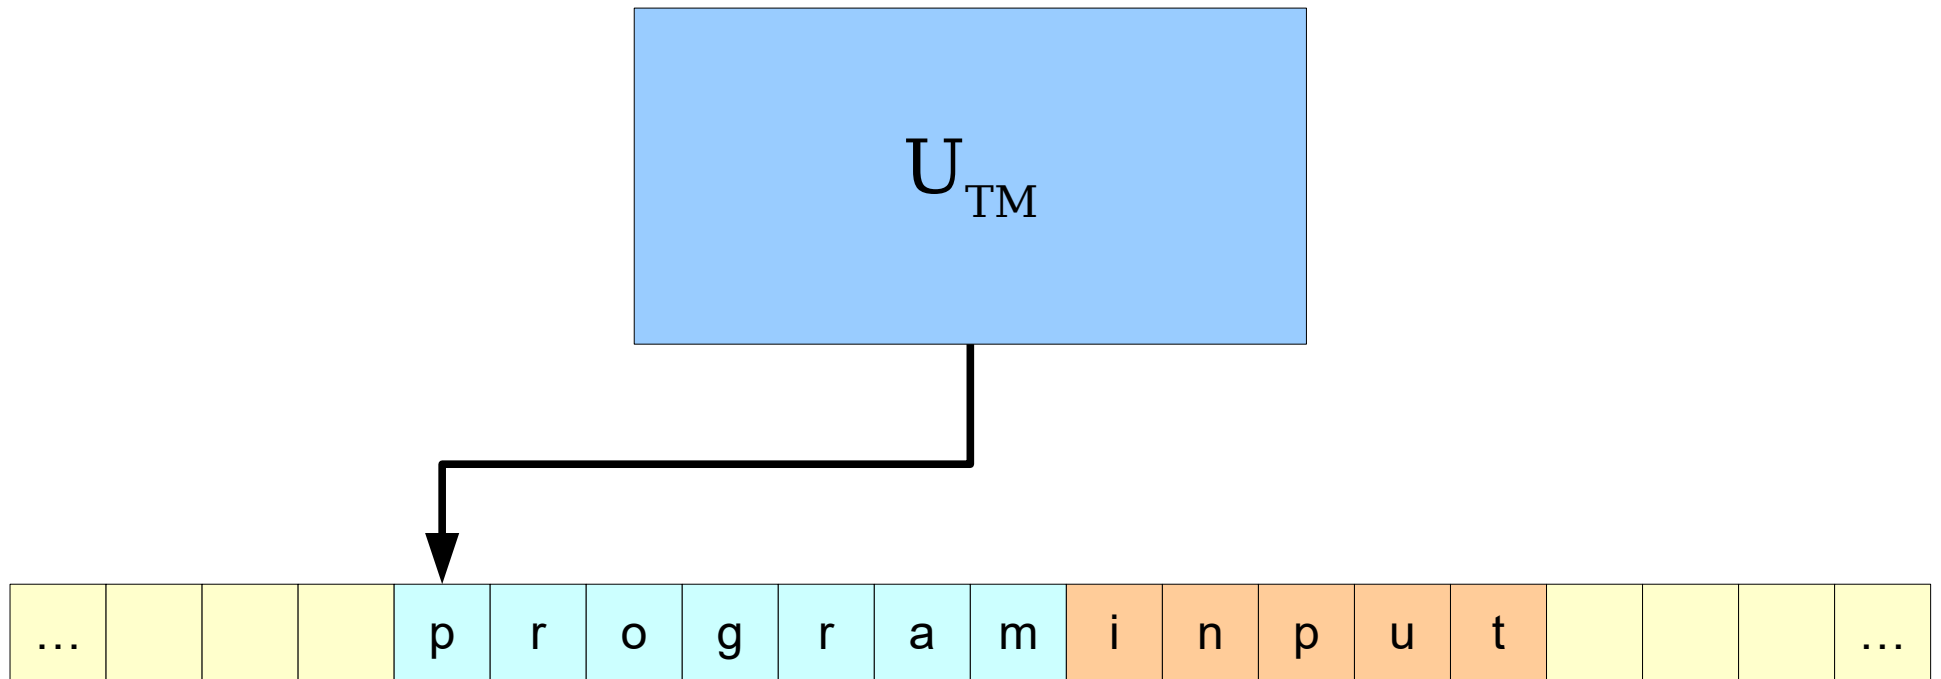 U_TM
… p r o g r a m i n p u t …